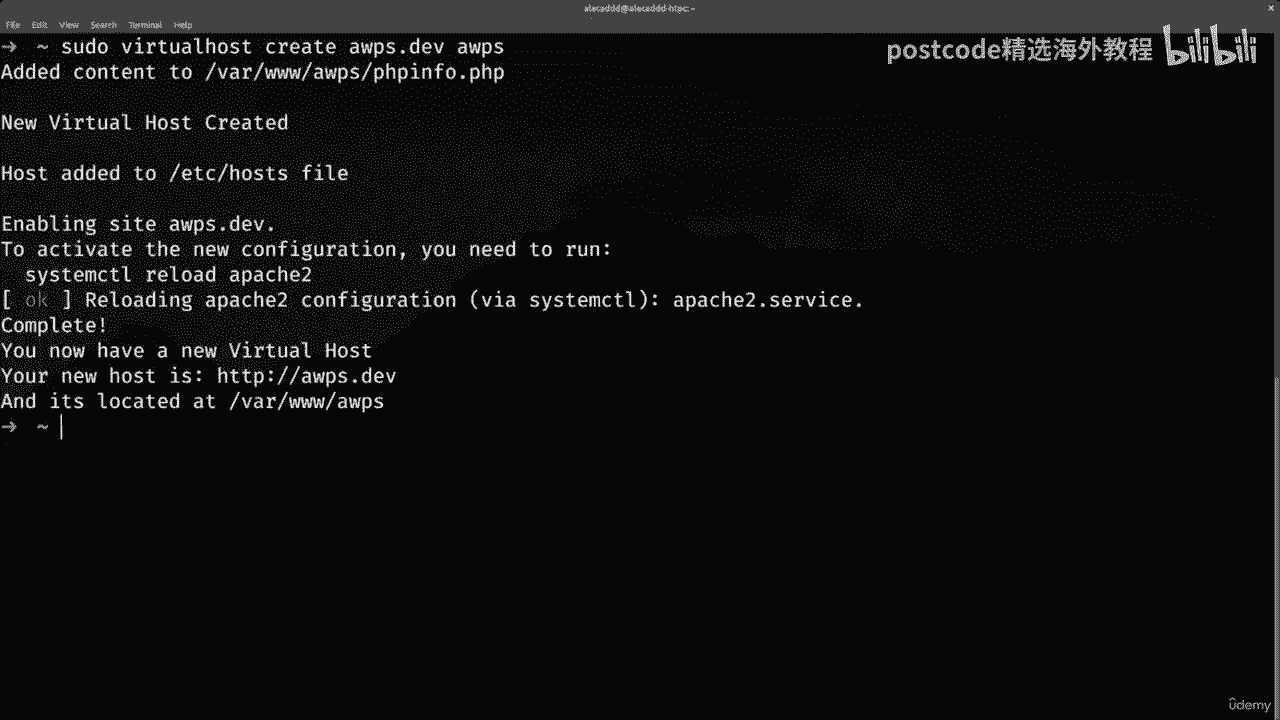 alecaddd@alecaddd-htpc: ~
File Edit View Search Terminal Help
→ ~ sudo virtualhost create awps.dev awps
postcode精选海外教程 bilibili
Added content to /var/www/awps/phpinfo.php
New Virtual Host Created
Host added to /etc/hosts file
Enabling site awps.dev.
To activate the new configuration, you need to run:
systemctl reload apache2
[ ok ] Reloading apache2 configuration (via systemctl): apache2.service.
Complete!
You now have a new Virtual Host
Your new host is: http://awps.dev
And its located at /var/www/awps
→ ~
ûdemy